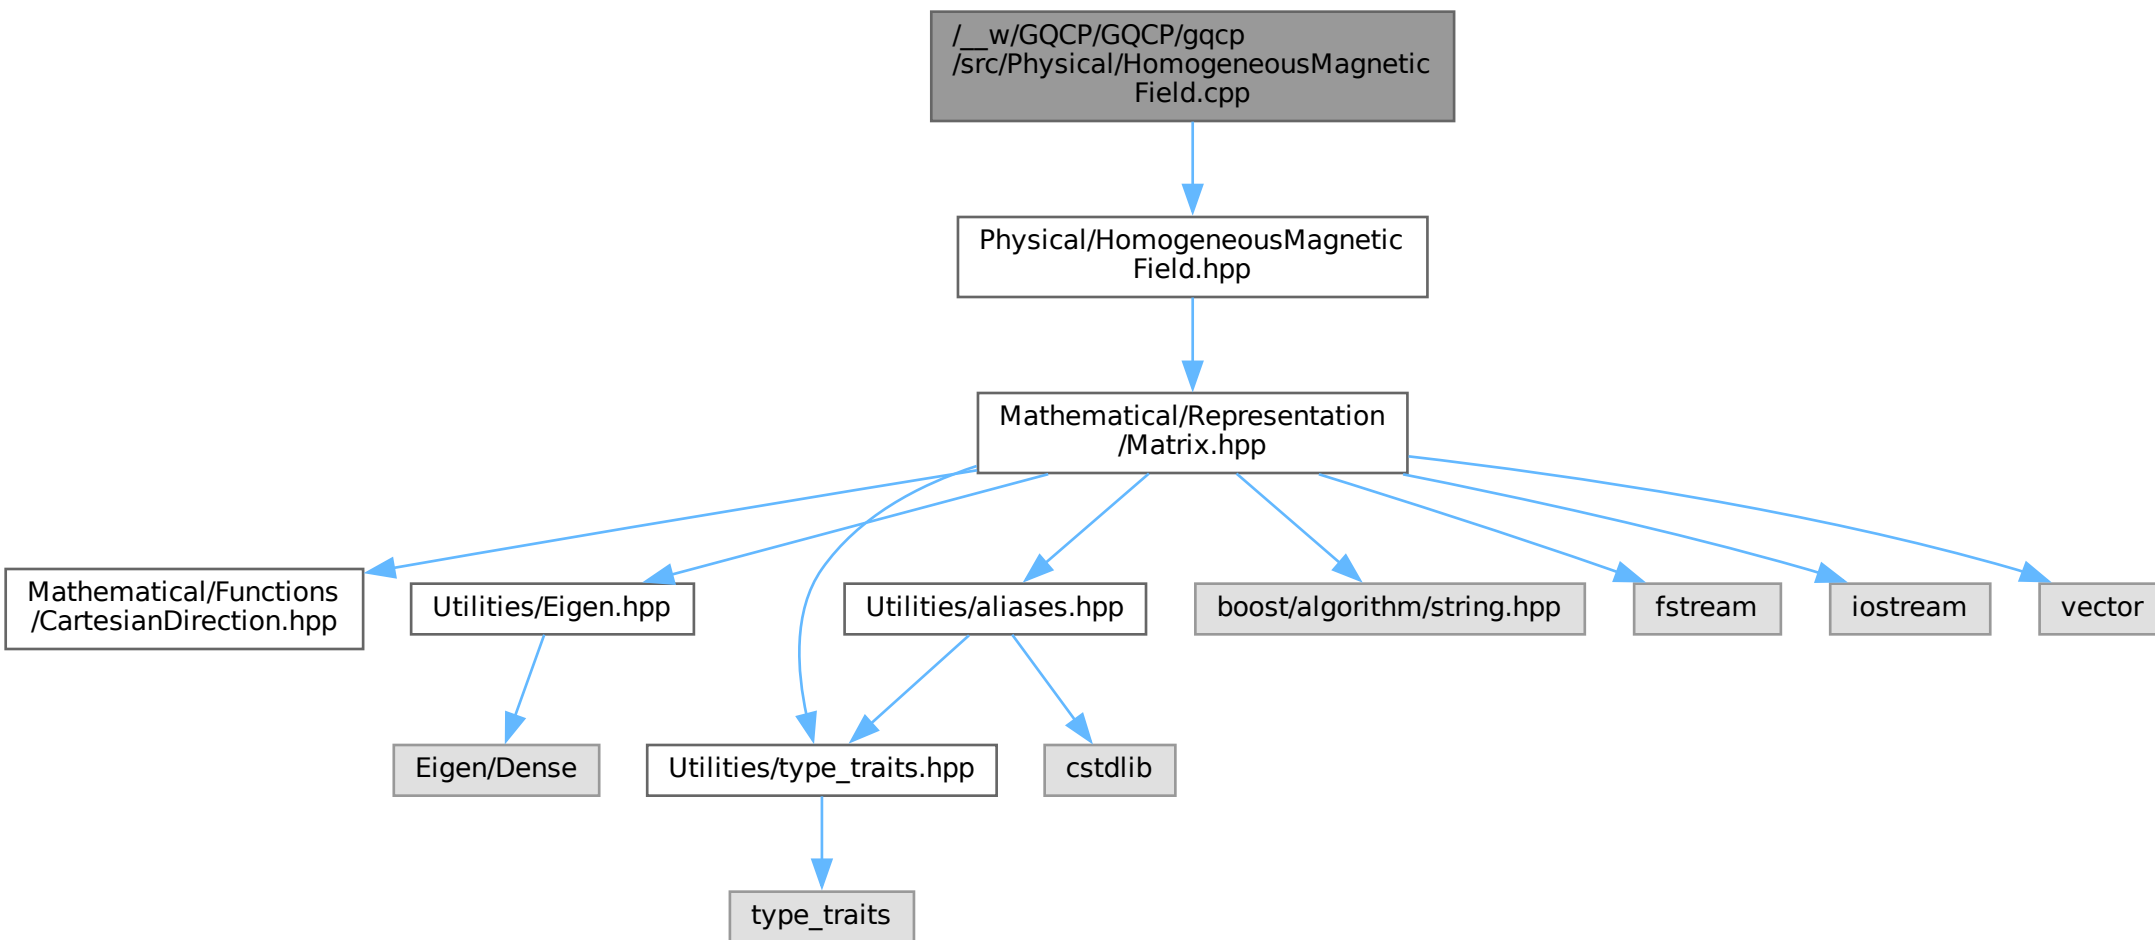 /__w/GQCP/GQCP/gqcp
/src/Physical/HomogeneousMagnetic
Field.cpp
Physical/HomogeneousMagnetic
Field.hpp
Mathematical/Representation
/Matrix.hpp
Mathematical/Functions
/CartesianDirection.hpp
Utilities/Eigen.hpp
Utilities/aliases.hpp
boost/algorithm/string.hpp
fstream
iostream
vector
Eigen/Dense
Utilities/type_traits.hpp
cstdlib
type_traits